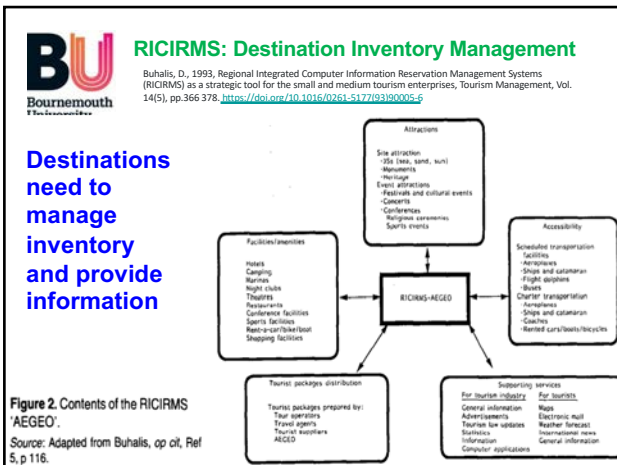 BU
Bournemouth
University
RICIRMS: Destination Inventory Management
Buhalis, D., 1993, Regional Integrated Computer Information Reservation Management Systems
(RICIRMS) as a strategic tool for the small and medium tourism enterprises, Tourism Management, Vol.
14(5), pp.366 378. https://doi.org/10.1016/0261-5177(93)90005-6
Destinations
need to
manage
inventory
and provide
information
Attractions
Site attraction
-3Ss (sea, sand, sun)
-Monuments
-Heritage
Event attractions
-Festivals and cultural events
-Concerts
-Conferences
Religious ceremonies
Sports events
Facilities/amenities
Hotels
Camping
Marinas
Night clubs
Theatres
Restaurants
Conference facilities
Sports facilities
Rent-a-car/bike/boat
Shopping facilities
RICIRMS-AEGEO
Accessibility
Scheduled transportation
facilities
-Aeroplanes
-Ships and catamaran
-Flight dolphins
-Buses
Charter transportation
-Aeroplanes
-Ships and catamaran
-Coaches
-Rented cars/boats/bicycles
Tourist packages distribution
Tourist packages prepared by:
Tour operators
Travel agents
Tourist suppliers
AEGEO
Supporting services
For tourism industry For tourists
General information Maps
Advertisements Electronic mail
Tourism law updates Weather forecast
Statistics International news
Information General information
Computer applications
Figure 2. Contents of the RICIRMS
'AEGEO'.
Source: Adapted from Buhalis, op cit, Ref
5, p 116.